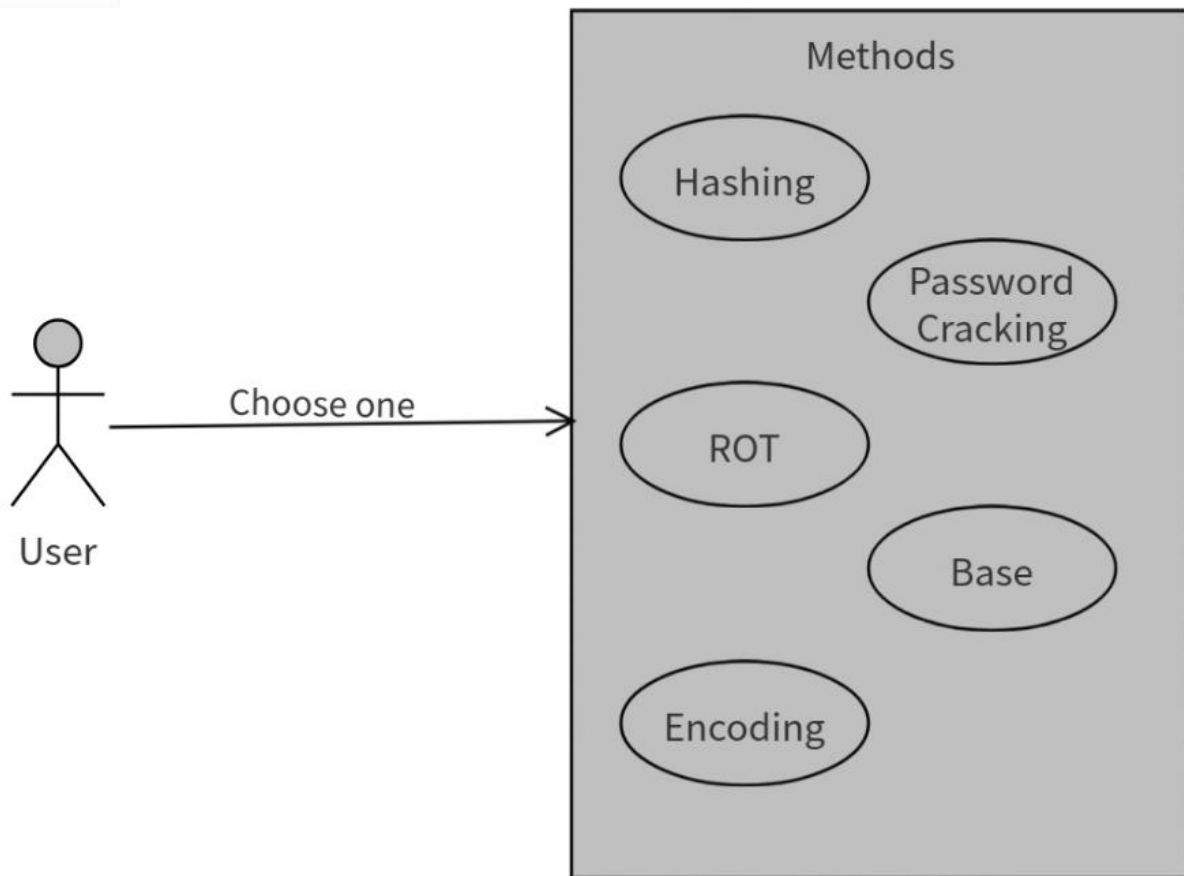 Methods
Hashing
Password
Cracking
Choose one
ROT
User
Base
Encoding